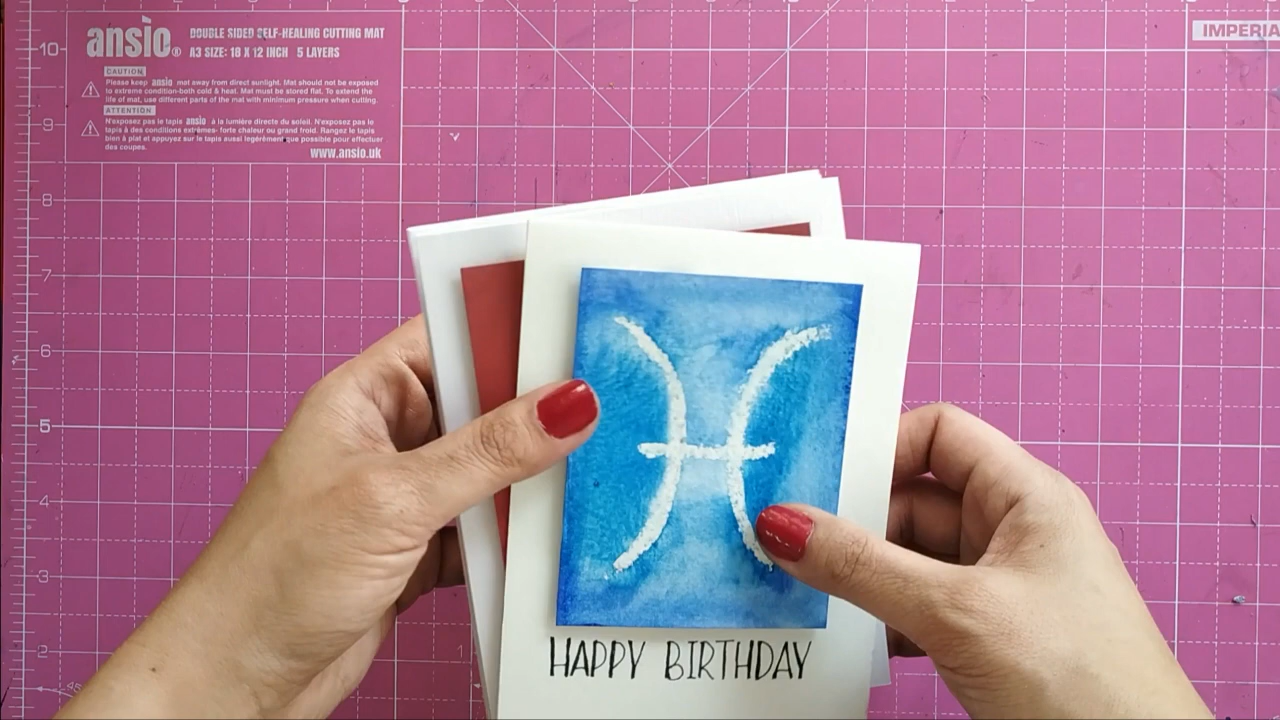 ansio®
DOUBLE SIDED SELF-HEALING CUTTING MAT
A3 SIZE: 18 X 12 INCH 5 LAYERS
CAUTION
Please keep ansio mat away from direct sunlight. Mat should not be exposed
to extreme condition-both cold & heat. Mat must be stored flat. To extend the
life of mat, use different parts of the mat with minimum pressure when cutting.
ATTENTION
N'exposez pas le tapis ansio à la lumière directe du soleil. N'exposez pas le
tapis à des conditions extrêmes- forte chaleur ou grand froid. Rangez le tapis
bien à plat et appuyez sur le tapis aussi legèrement que possible pour effectuer
des coupes.
www.ansio.uk
IMPERIA
10
9
8
7
6
5
4
3
2
1
HAPPY BIRTHDAY